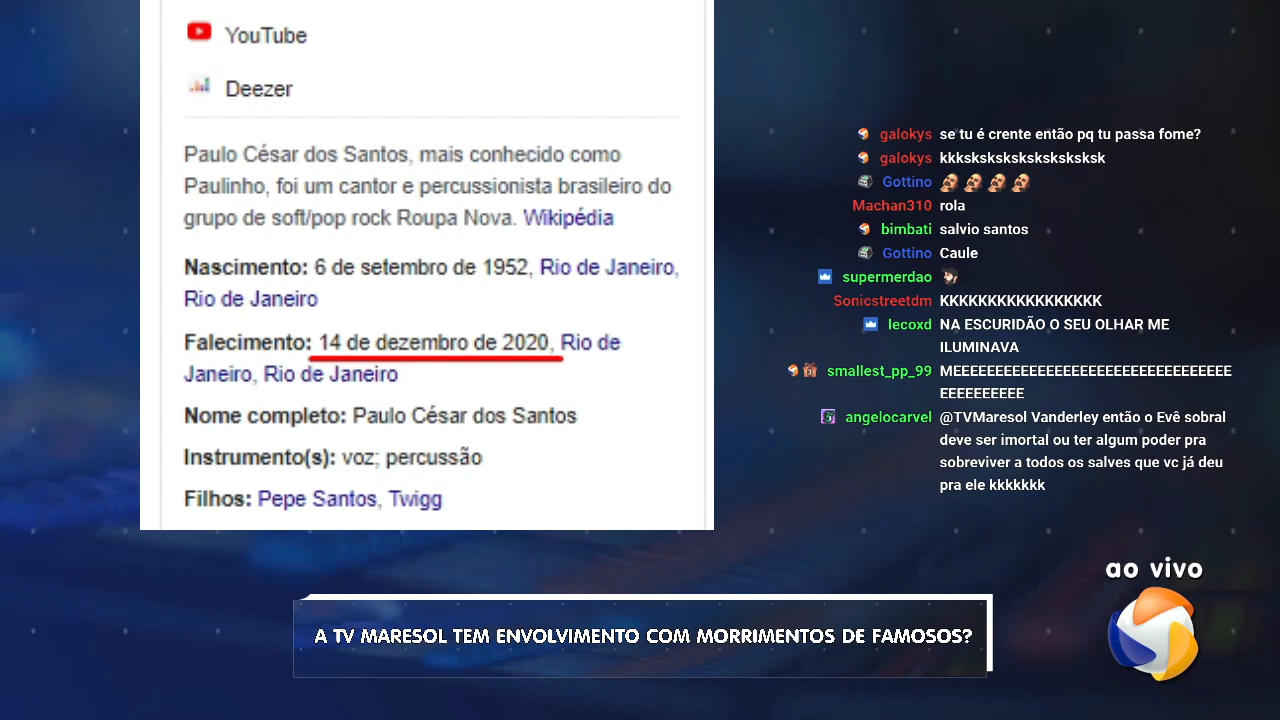 YouTube
Deezer
Paulo César dos Santos, mais conhecido como
Paulinho, foi um cantor e percussionista brasileiro do
grupo de soft/pop rock Roupa Nova. Wikipédia
Nascimento: 6 de setembro de 1952, Rio de Janeiro,
Rio de Janeiro
Falecimento: 14 de dezembro de 2020, Rio de
Janeiro, Rio de Janeiro
Nome completo: Paulo César dos Santos
Instrumento(s): voz; percussão
Filhos: Pepe Santos, Twigg
galokys se tu é crente então pq tu passa fome?
galokys kkksksksksksksksksk
Gottino
Machan310 rola
bimbati salvio santos
Gottino Caule
supermerdao
Sonicstreetdm KKKKKKKKKKKKKKKKK
lecoxd NA ESCURIDÃO O SEU OLHAR ME
ILUMINAVA
smallest_pp_99 MEEEEEEEEEEEEEEEEEEEEEEEEEEEEEEE
EEEEEEEEEE
angelocarvel @TVMaresol Vanderley então o Evê sobral
deve ser imortal ou ter algum poder pra
sobreviver a todos os salves que vc já deu
pra ele kkkkkkk
ao vivo
A TV MARESOL TEM ENVOLVIMENTO COM MORRIMENTOS DE FAMOSOS?